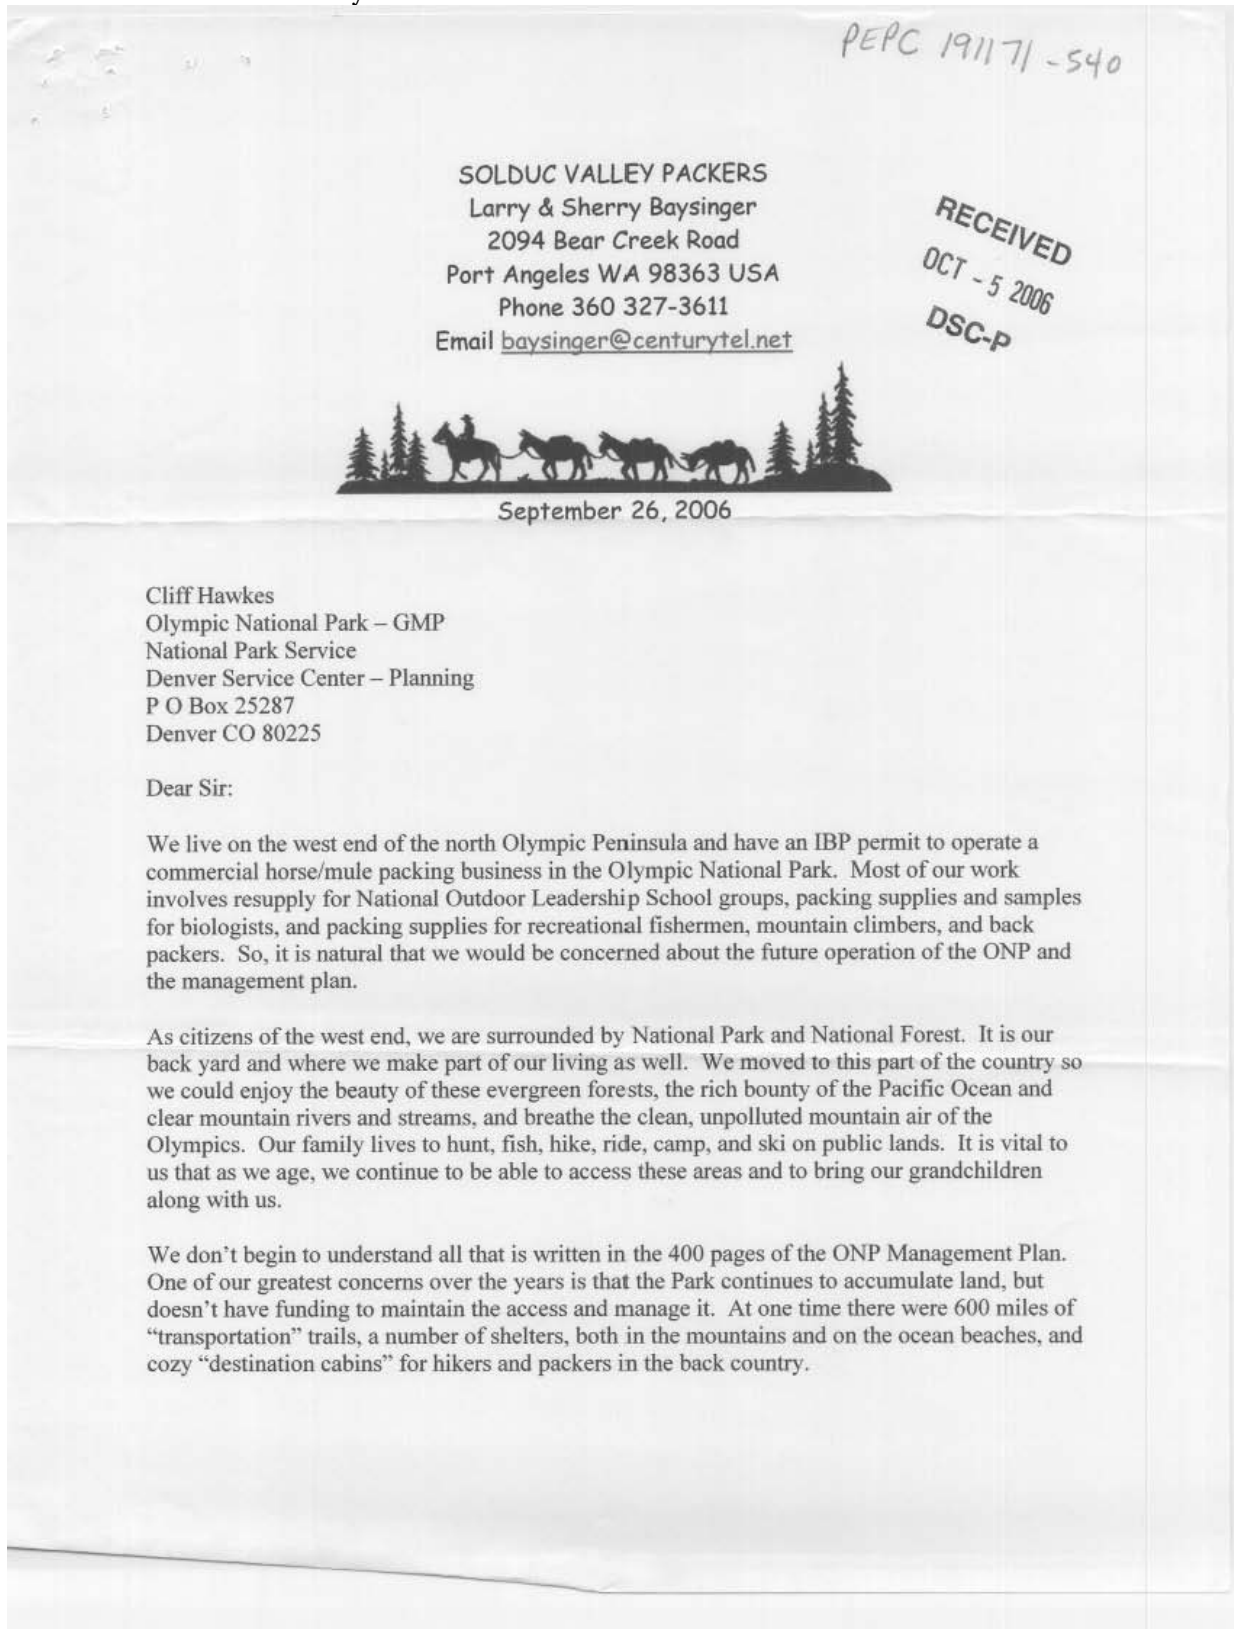 PEPC 191171-540
SOLDUC VALLEY PACKERS
Larry & Sherry Baysinger
2094 Bear Creek Road
Port Angeles WA 98363 USA
Phone 360 327-3611
Email baysinger@centurytel.net
RECEIVED
OCT - 5 2006
DSC-P
September 26, 2006
Cliff Hawkes
Olympic National Park – GMP
National Park Service
Denver Service Center – Planning
P O Box 25287
Denver CO 80225
Dear Sir:
We live on the west end of the north Olympic Peninsula and have an IBP permit to operate a
commercial horse/mule packing business in the Olympic National Park. Most of our work
involves resupply for National Outdoor Leadership School groups, packing supplies and samples
for biologists, and packing supplies for recreational fishermen, mountain climbers, and back
packers. So, it is natural that we would be concerned about the future operation of the ONP and
the management plan.
As citizens of the west end, we are surrounded by National Park and National Forest. It is our
back yard and where we make part of our living as well. We moved to this part of the country so
we could enjoy the beauty of these evergreen forests, the rich bounty of the Pacific Ocean and
clear mountain rivers and streams, and breathe the clean, unpolluted mountain air of the
Olympics. Our family lives to hunt, fish, hike, ride, camp, and ski on public lands. It is vital to
us that as we age, we continue to be able to access these areas and to bring our grandchildren
along with us.
We don't begin to understand all that is written in the 400 pages of the ONP Management Plan.
One of our greatest concerns over the years is that the Park continues to accumulate land, but
doesn't have funding to maintain the access and manage it. At one time there were 600 miles of
“transportation” trails, a number of shelters, both in the mountains and on the ocean beaches, and
cozy “destination cabins” for hikers and packers in the back country.